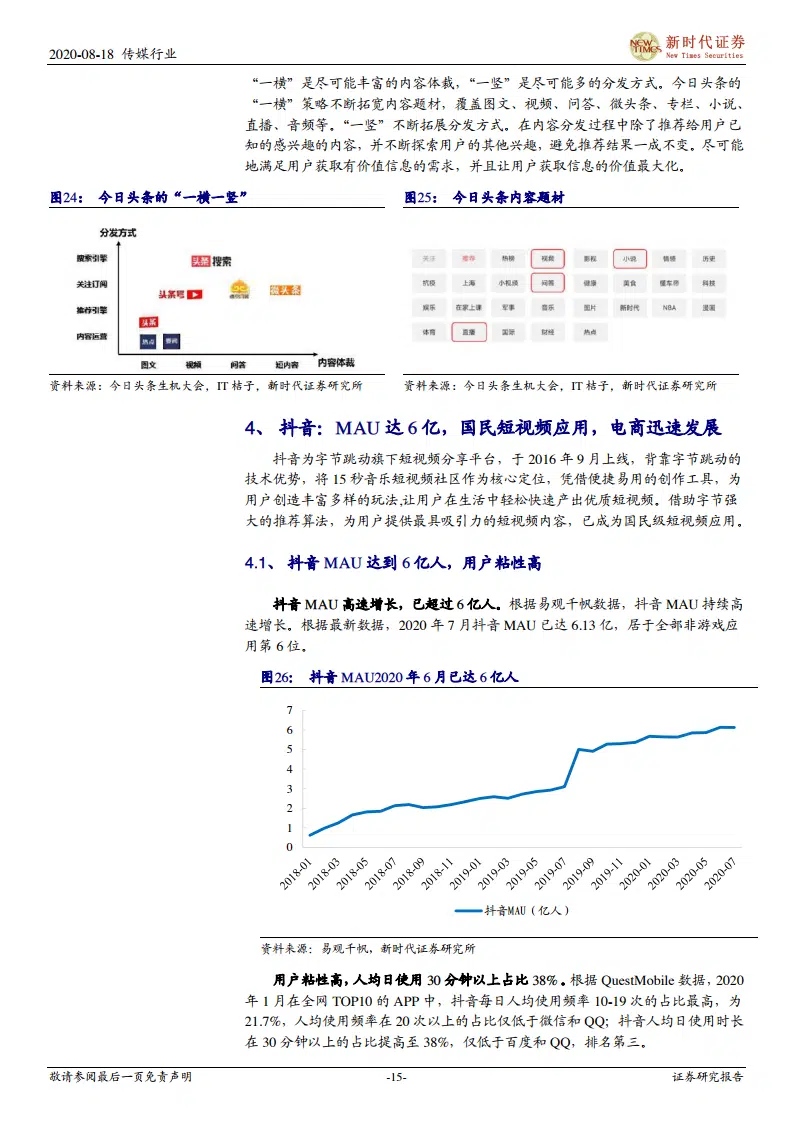 2020-08-18 传媒行业
新时代证券
New Times Securities
NEW TIMES
“一横”是尽可能丰富的内容体裁，“一竖”是尽可能多的分发方式。今日头条的
“一横”策略不断拓宽内容题材，覆盖图文、视频、问答、微头条、专栏、小说、
直播、音频等。“一竖”不断拓展分发方式。在内容分发过程中除了推荐给用户已
知的感兴趣的内容，并不断探索用户的其他兴趣，避免推荐结果一成不变。尽可能
地满足用户获取有价值信息的需求，并且让用户获取信息的价值最大化。
图24： 今日头条的“一横一竖”
图25： 今日头条内容题材
分发方式
搜索引擎
头条搜索
关注订阅
头条号
微头条
推荐引擎
头条
内容运营
热点 要闻
图文 视频 问答 短内容 内容体裁
关注 推荐 热榜 视频 影视 小说 情感 历史
抗疫 上海 小视频 问答 健康 美食 懂车帝 科技
娱乐 在家上课 军事 音乐 图片 新时代 NBA 漫画
体育 直播 国际 财经 热点
资料来源：今日头条生机大会，IT 桔子，新时代证券研究所
资料来源：今日头条生机大会，IT 桔子，新时代证券研究所
4、 抖音：MAU 达 6 亿，国民短视频应用，电商迅速发展
抖音为字节跳动旗下短视频分享平台，于 2016 年 9 月上线，背靠字节跳动的
技术优势，将 15 秒音乐短视频社区作为核心定位，凭借便捷易用的创作工具，为
用户创造丰富多样的玩法,让用户在生活中轻松快速产出优质短视频。借助字节强
大的推荐算法，为用户提供最具吸引力的短视频内容，已成为国民级短视频应用。
4.1、 抖音 MAU 达到 6 亿人，用户粘性高
抖音 MAU 高速增长，已超过 6 亿人。根据易观千帆数据，抖音 MAU 持续高
速增长。根据最新数据，2020 年 7 月抖音 MAU 已达 6.13 亿，居于全部非游戏应
用第 6 位。
图26： 抖音 MAU2020 年 6 月已达 6 亿人
7
6
5
4
3
2
1
0
2018-01 2018-03 2018-05 2018-07 2018-09 2018-11 2019-01 2019-03 2019-05 2019-07 2019-09 2019-11 2020-01 2020-03 2020-05 2020-07
抖音MAU（亿人）
资料来源：易观千帆，新时代证券研究所
用户粘性高，人均日使用 30 分钟以上占比 38%。根据 QuestMobile 数据，2020
年 1 月在全网 TOP10 的 APP 中，抖音每日人均使用频率 10-19 次的占比最高，为
21.7%，人均使用频率在 20 次以上的占比仅低于微信和 QQ；抖音人均日使用时长
在 30 分钟以上的占比提高至 38%，仅低于百度和 QQ，排名第三。
敬请参阅最后一页免责声明
-15-
证券研究报告